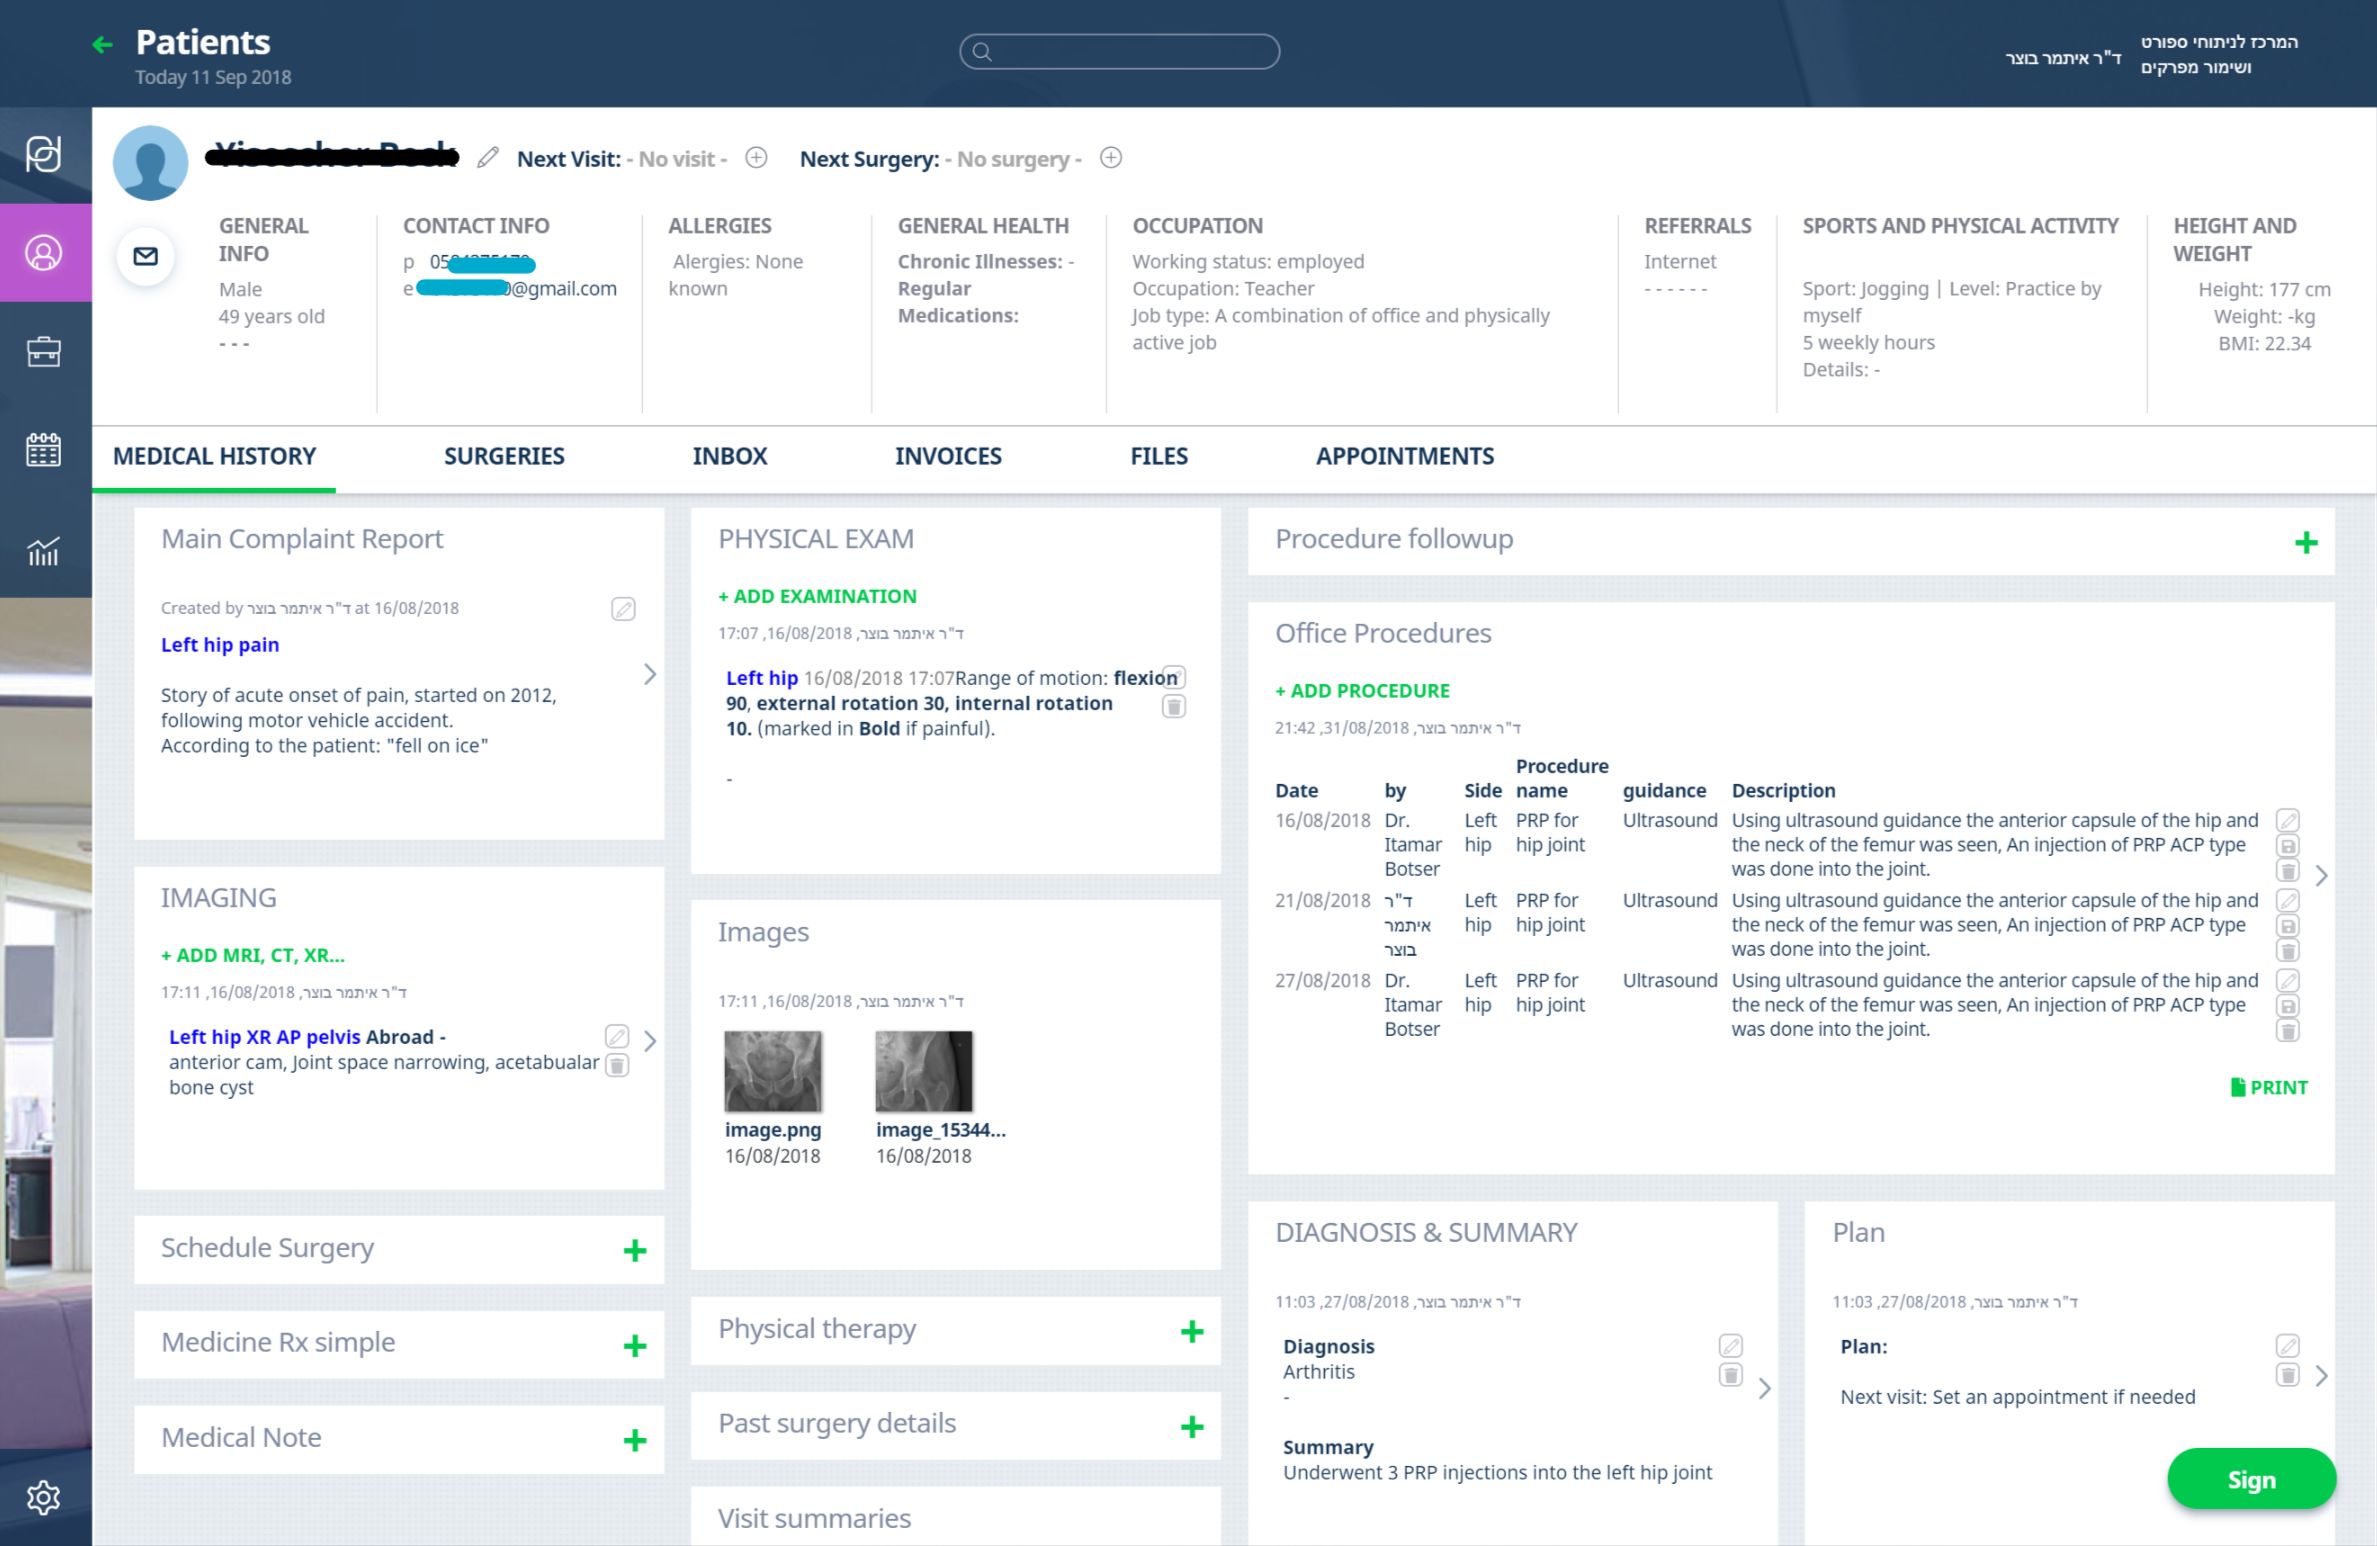 Patients
Today 11 Sep 2018
ד"ר איתמר בוצר
המרכז לניתוחי ספורט
ושימור מפרקים
Next Visit: - No visit -
Next Surgery: - No surgery -
GENERAL
INFO
Male
49 years old
- - -
CONTACT INFO
p
e @gmail.com
ALLERGIES
Alergies: None
known
GENERAL HEALTH
Chronic Illnesses: -
Regular
Medications:
OCCUPATION
Working status: employed
Occupation: Teacher
Job type: A combination of office and physically
active job
REFERRALS
Internet
- - - - - -
SPORTS AND PHYSICAL ACTIVITY
Sport: Jogging | Level: Practice by
myself
5 weekly hours
Details: -
HEIGHT AND
WEIGHT
Height: 177 cm
Weight: -kg
BMI: 22.34
MEDICAL HISTORY
SURGERIES
INBOX
INVOICES
FILES
APPOINTMENTS
Main Complaint Report
Created by ד"ר איתמר בוצר at 16/08/2018
Left hip pain
Story of acute onset of pain, started on 2012,
following motor vehicle accident.
According to the patient: "fell on ice"
IMAGING
+ ADD MRI, CT, XR...
ד"ר איתמר בוצר, 16/08/2018, 17:11
Left hip XR AP pelvis Abroad -
anterior cam, Joint space narrowing, acetabualar
bone cyst
Schedule Surgery +
Medicine Rx simple +
Medical Note +
PHYSICAL EXAM
+ ADD EXAMINATION
ד"ר איתמר בוצר, 16/08/2018, 17:07
Left hip 16/08/2018 17:07Range of motion: flexion
90, external rotation 30, internal rotation
10. (marked in Bold if painful).
-
Images
ד"ר איתמר בוצר, 16/08/2018, 17:11
image.png
16/08/2018
image_15344...
16/08/2018
Physical therapy +
Past surgery details +
Visit summaries
Procedure followup +
Office Procedures
+ ADD PROCEDURE
ד"ר איתמר בוצר, 31/08/2018, 21:42
Date by Side Procedure name guidance Description
16/08/2018 Dr. Itamar Botser Left hip PRP for hip joint Ultrasound Using ultrasound guidance the anterior capsule of the hip and
the neck of the femur was seen, An injection of PRP ACP type
was done into the joint.
21/08/2018 ד"ר איתמר בוצר Left hip PRP for hip joint Ultrasound Using ultrasound guidance the anterior capsule of the hip and
the neck of the femur was seen, An injection of PRP ACP type
was done into the joint.
27/08/2018 Dr. Itamar Botser Left hip PRP for hip joint Ultrasound Using ultrasound guidance the anterior capsule of the hip and
the neck of the femur was seen, An injection of PRP ACP type
was done into the joint.
PRINT
DIAGNOSIS & SUMMARY
ד"ר איתמר בוצר, 27/08/2018, 11:03
Diagnosis
Arthritis
-
Summary
Underwent 3 PRP injections into the left hip joint
Plan
ד"ר איתמר בוצר, 27/08/2018, 11:03
Plan:
Next visit: Set an appointment if needed
Sign